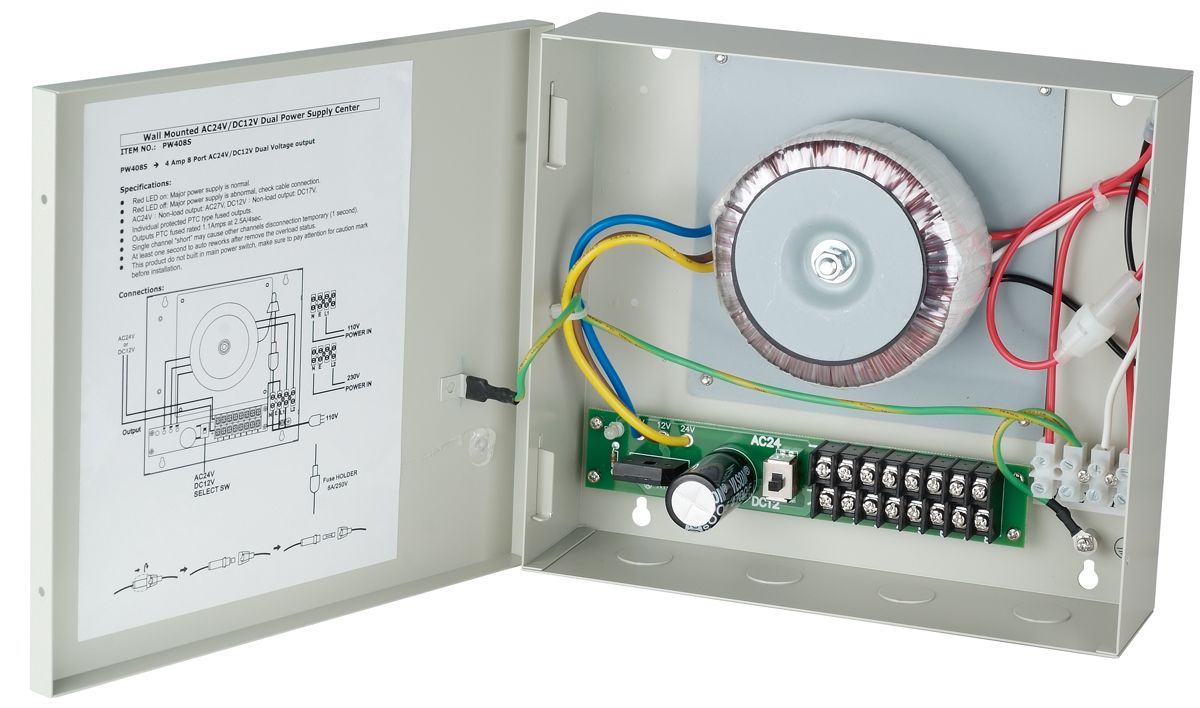 Wall Mounted AC24V/DC12V Dual Power Supply Center
ITEM NO.: PW408S
PW408S → 4 Amp 8 Port AC24V/DC12V Dual Voltage output
Specifications:
● Red LED on: Major power supply is normal.
● Red LED off: Major power supply is abnormal, check cable connection.
● AC24V : Non-load output: AC27V, DC12V : Non-load output: DC17V.
● Individual protected PTC type fused outputs.
● Outputs PTC fused rated 1.1Amps at 2.5A/4sec.
● Single channel "short" may cause other channels disconnection temporary (1 second).
● At least one second to auto reworks after remove the overload status.
● This product do not built in main power switch, make sure to pay attention for caution mark
before installation.
Connections:
AC24V
or
DC12V
N E L1
110V
POWER IN
N E L2
230V
POWER IN
N E L1 L2
110V
Output
AC24V
DC12V
SELECT SW
Fuse HOLDER
8A/250V
12V 24V
AC24
DC12